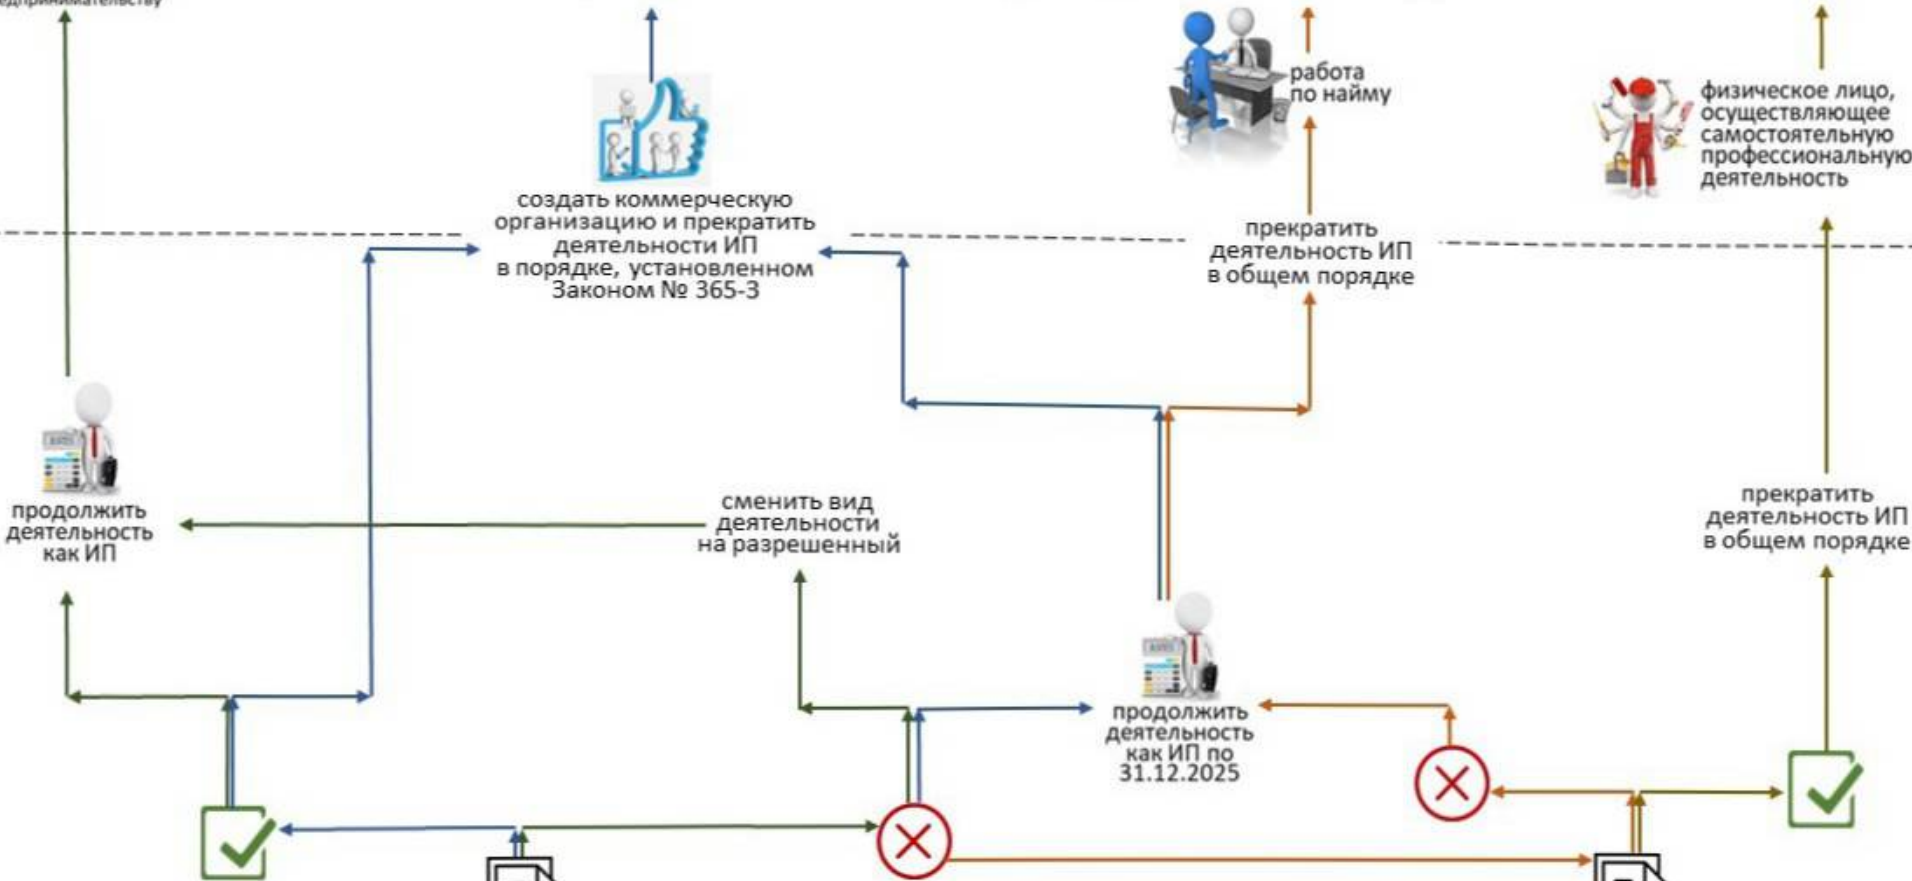 работа
по найму
физическое лицо,
осуществляющее
самостоятельную
профессиональную
деятельность
создать коммерческую
организацию и прекратить
деятельности ИП
в порядке, установленном
Законом № 365-З
прекратить
деятельность ИП
в общем порядке
продолжить
деятельность
как ИП
сменить вид
деятельности
на разрешенный
прекратить
деятельность ИП
в общем порядке
продолжить
деятельность
как ИП по
31.12.2025